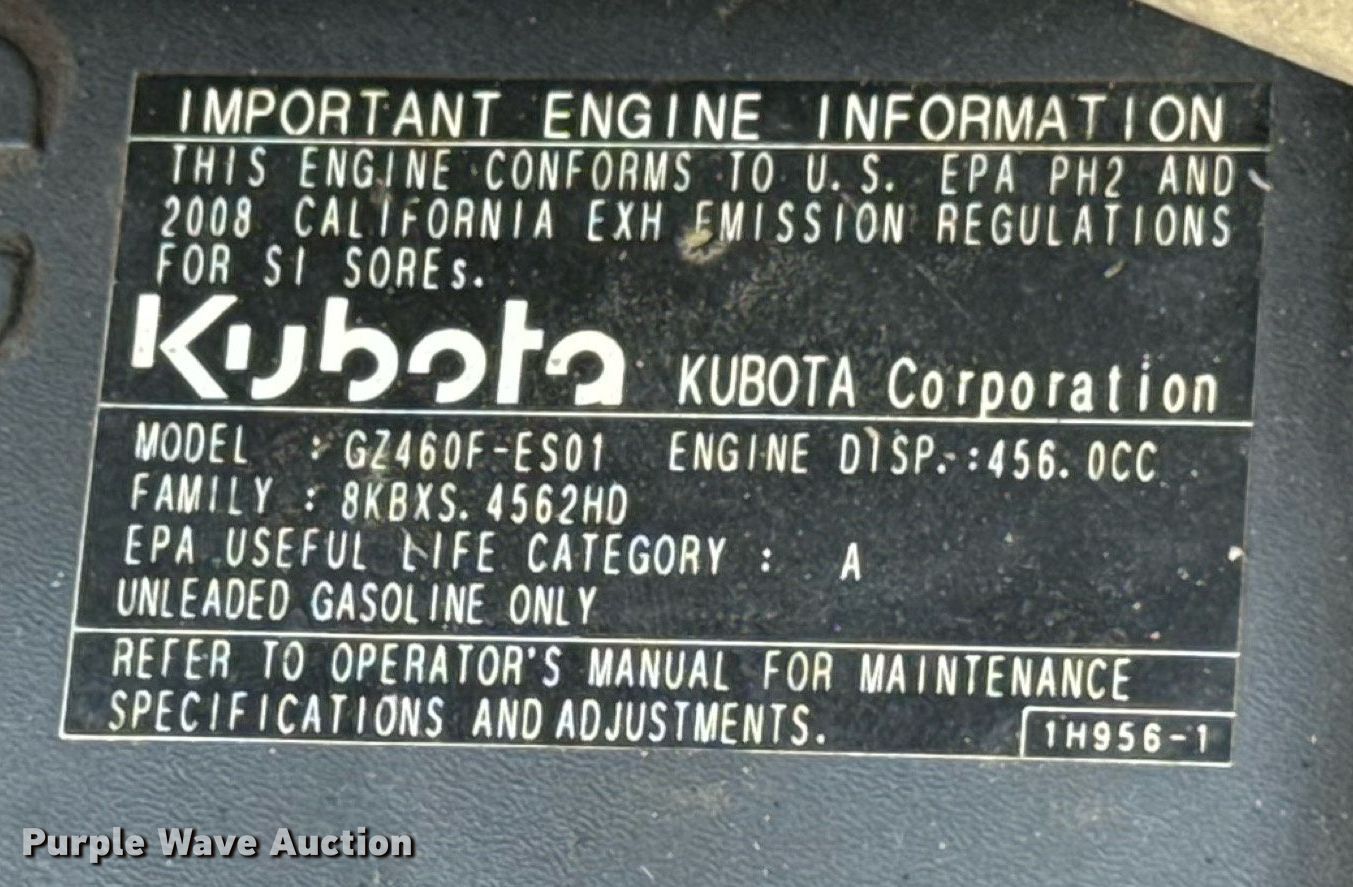 IMPORTANT ENGINE INFORMATION
THIS ENGINE CONFORMS TO U.S. EPA PH2 AND
2008 CALIFORNIA EXH EMISSION REGULATIONS
FOR SI SOREs.
Kubota KUBOTA Corporation
MODEL : GZ460F-ES01 ENGINE DISP.:456.0CC
FAMILY : 8KBXS.4562HD
EPA USEFUL LIFE CATEGORY : A
UNLEADED GASOLINE ONLY
REFER TO OPERATOR'S MANUAL FOR MAINTENANCE
SPECIFICATIONS AND ADJUSTMENTS.
1H956-1
Purple Wave Auction